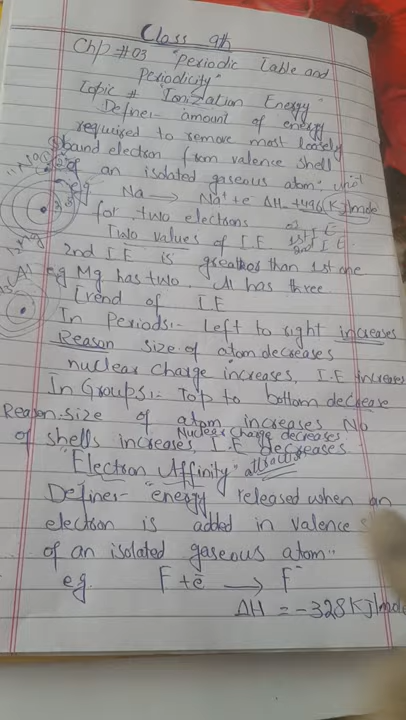 Class 9th
Chp #03 "Periodic Table and
Periodicity"
Topic # "Ionization Energy"
Define:- amount of energy
required to remove most loosely
bound electron from valence shell
of an isolated gaseous atom. unit
eg Na → Na⁺ + e⁻ ΔH = +496 KJ/mole
for two electrons
Two values of I.E 1st I.E 2nd I.E.
2nd I.E is greater than 1st one
eg Mg has two. Al has three
Trend of I.E
In Periods:- Left to right increases
Reason size of atom decreases
nuclear charge increases, I.E increases
In Groups:- Top to bottom decrease
Reason:- size of atom increases No
of shells increases, Nuclear charge decreases. I.E decreases.
"Electron Affinity"
Define:- "energy released when an
electron is added in valence s
of an isolated gaseous atom..
eg. F + ē → F⁻
ΔH = -328 KJ/mole
"Na"
"Mg
Al